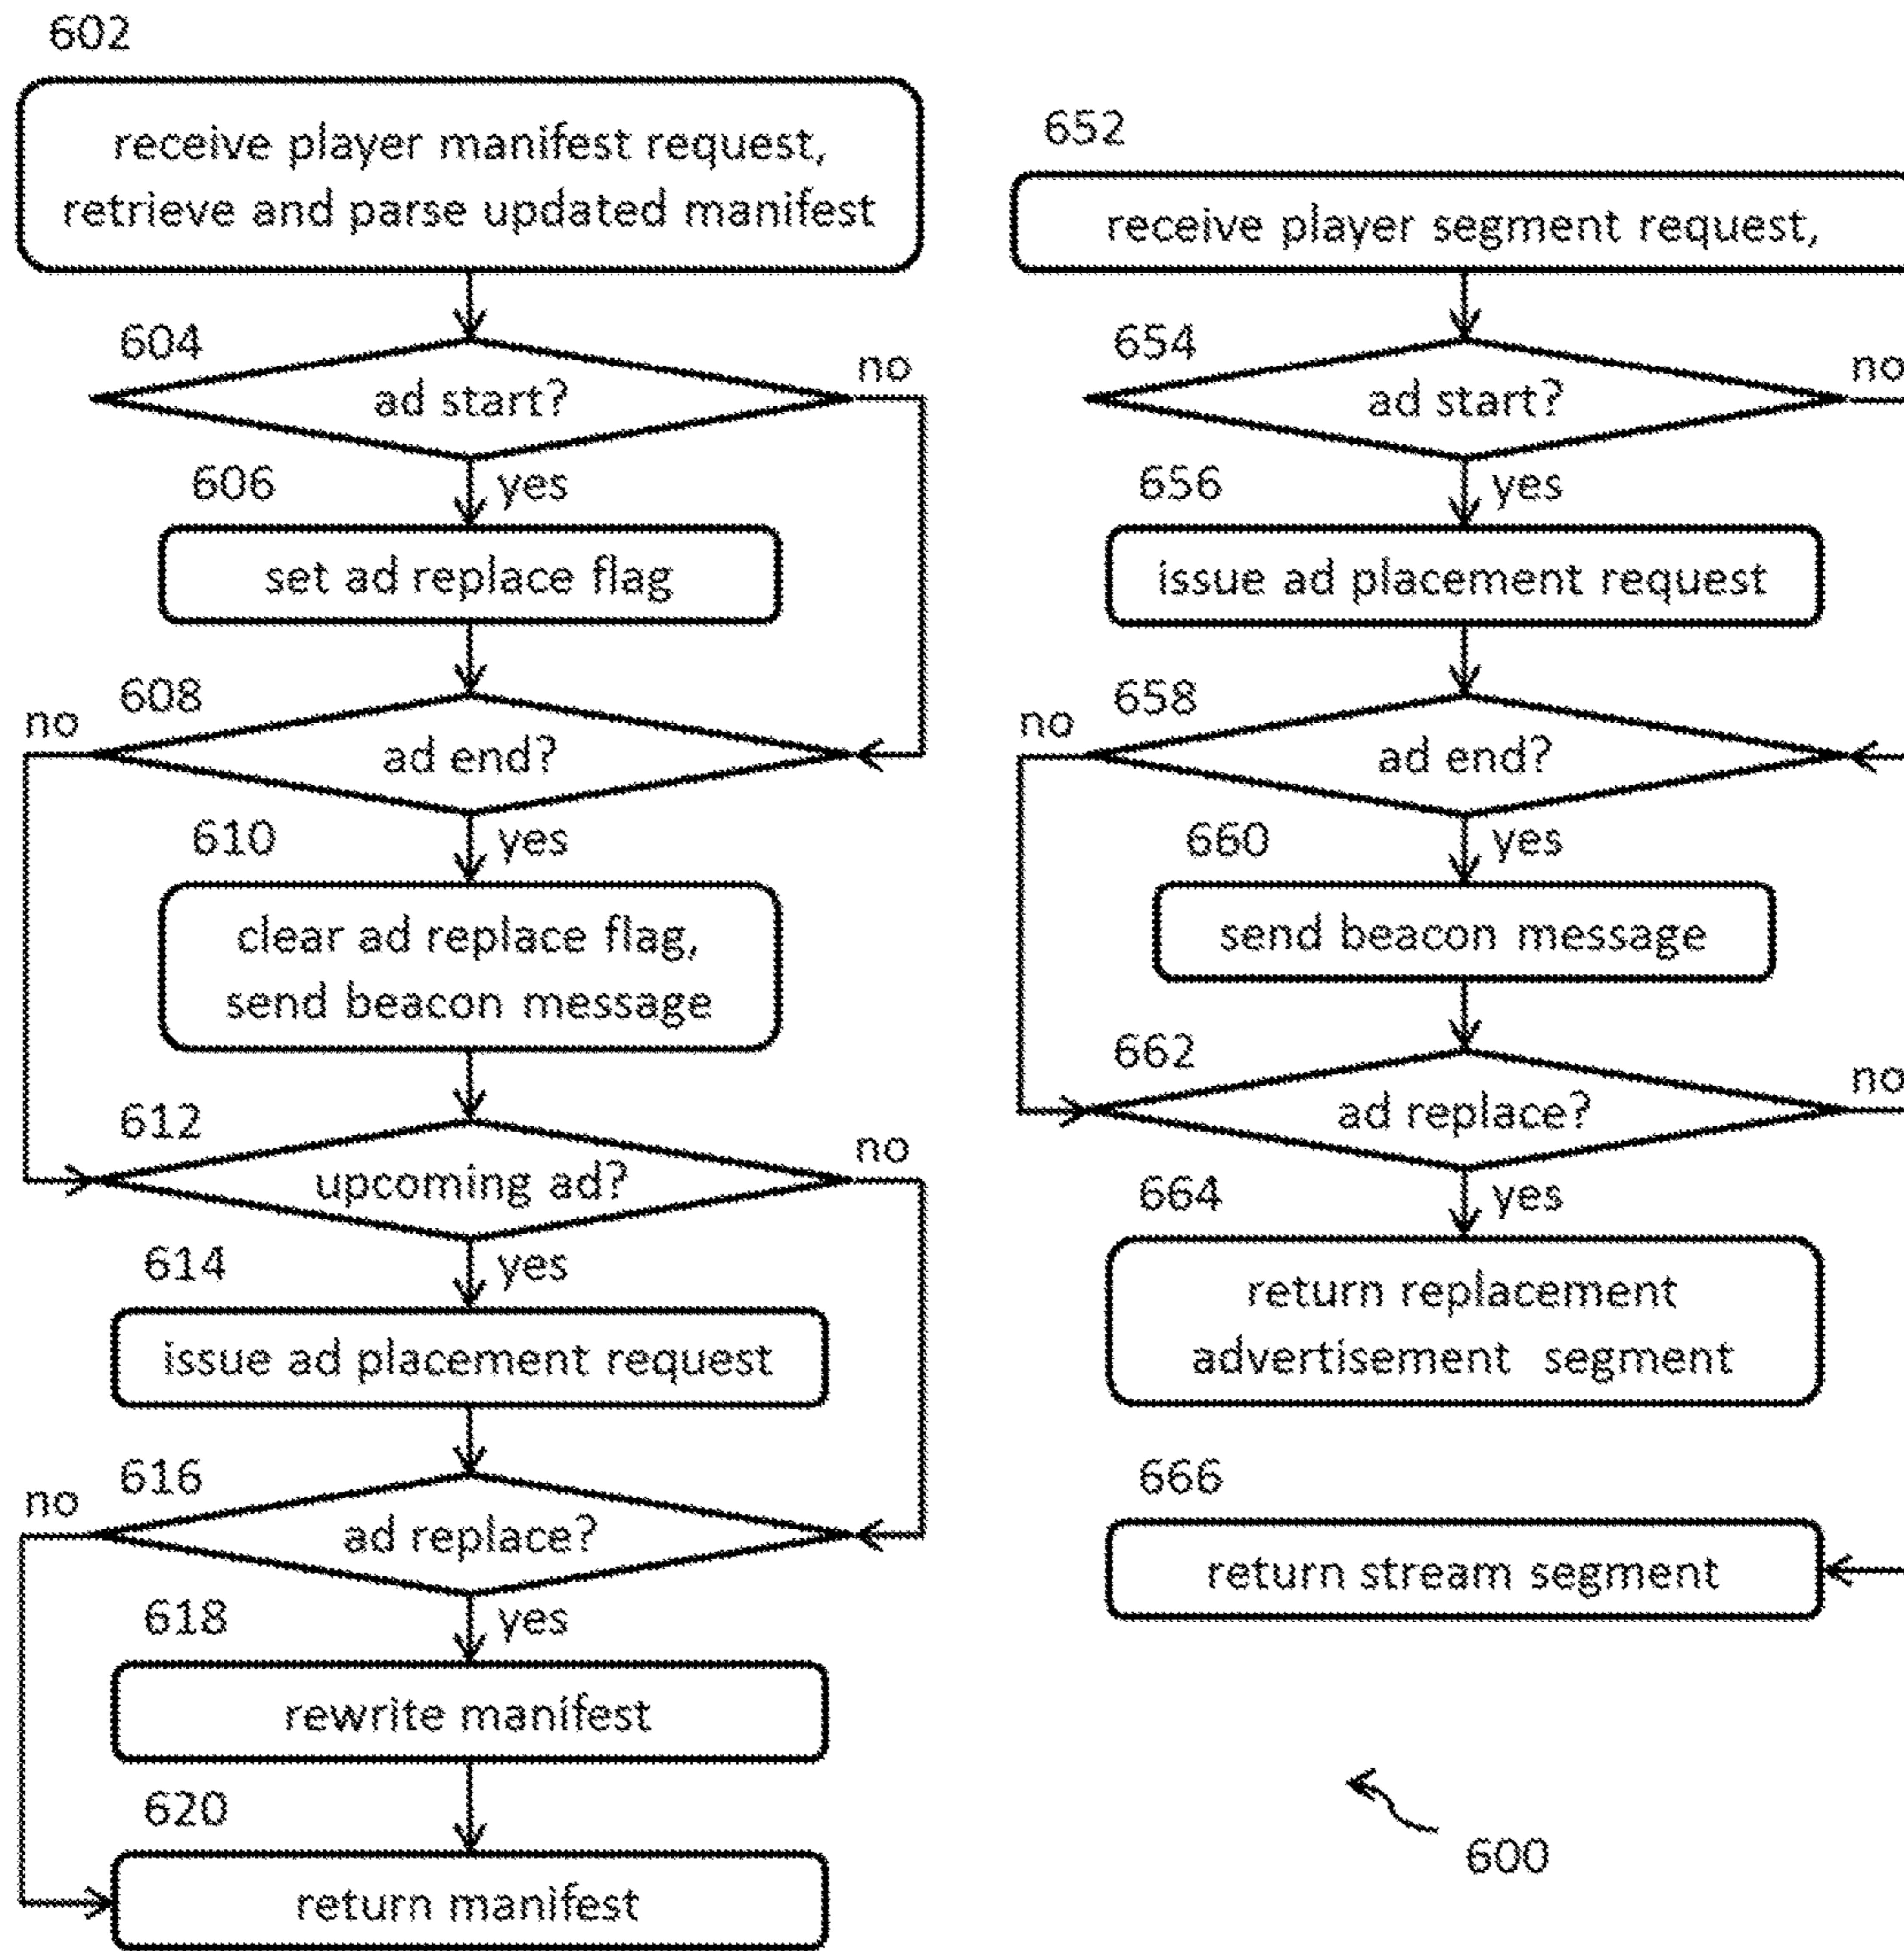 602
receive player manifest request,
retrieve and parse updated manifest
604
ad start?
no
yes
606
set ad replace flag
608
no
ad end?
yes
610
clear ad replace flag,
send beacon message
612
no
upcoming ad?
yes
614
issue ad placement request
616
no
ad replace?
yes
618
rewrite manifest
620
return manifest
652
receive player segment request,
654
no
ad start?
yes
656
issue ad placement request
658
no
ad end?
yes
660
send beacon message
662
no
ad replace?
yes
664
return replacement
advertisement segment
666
return stream segment
600